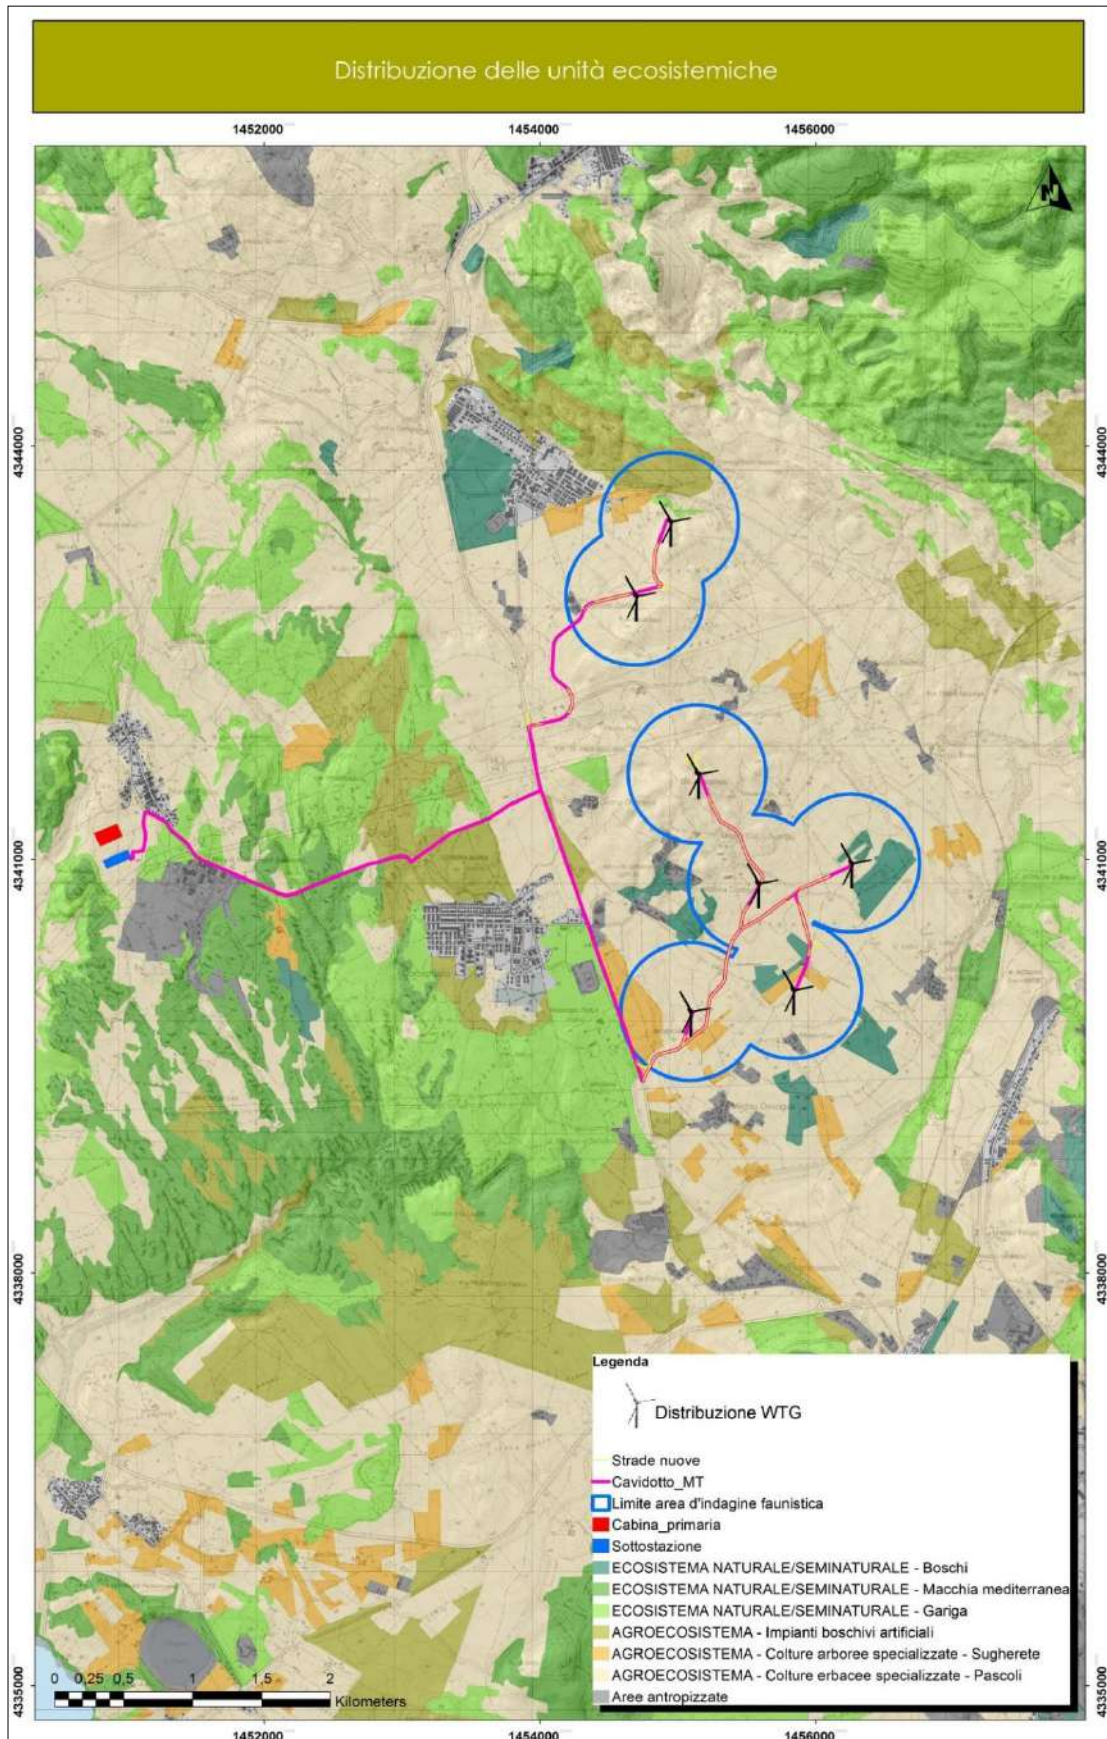 Distribuzione delle unità ecosistemiche
1452000 1454000 1456000
N
4344000 4344000
4341000 4341000
4338000 4338000
4335000 4335000
Legenda
Distribuzione WTG
Strade nuove
Cavidotto_MT
Limite area d'indagine faunistica
Cabina_primaria
Sottostazione
ECOSISTEMA NATURALE/SEMINATURALE - Boschi
ECOSISTEMA NATURALE/SEMINATURALE - Macchia mediterranea
ECOSISTEMA NATURALE/SEMINATURALE - Gariga
AGROECOSISTEMA - Impianti boschivi artificiali
AGROECOSISTEMA - Colture arboree specializzate - Sugherete
AGROECOSISTEMA - Colture erbacee specializzate - Pascoli
Aree antropizzate
0 0,25 0,5 1 1,5 2
Kilometers
1452000 1454000 1456000